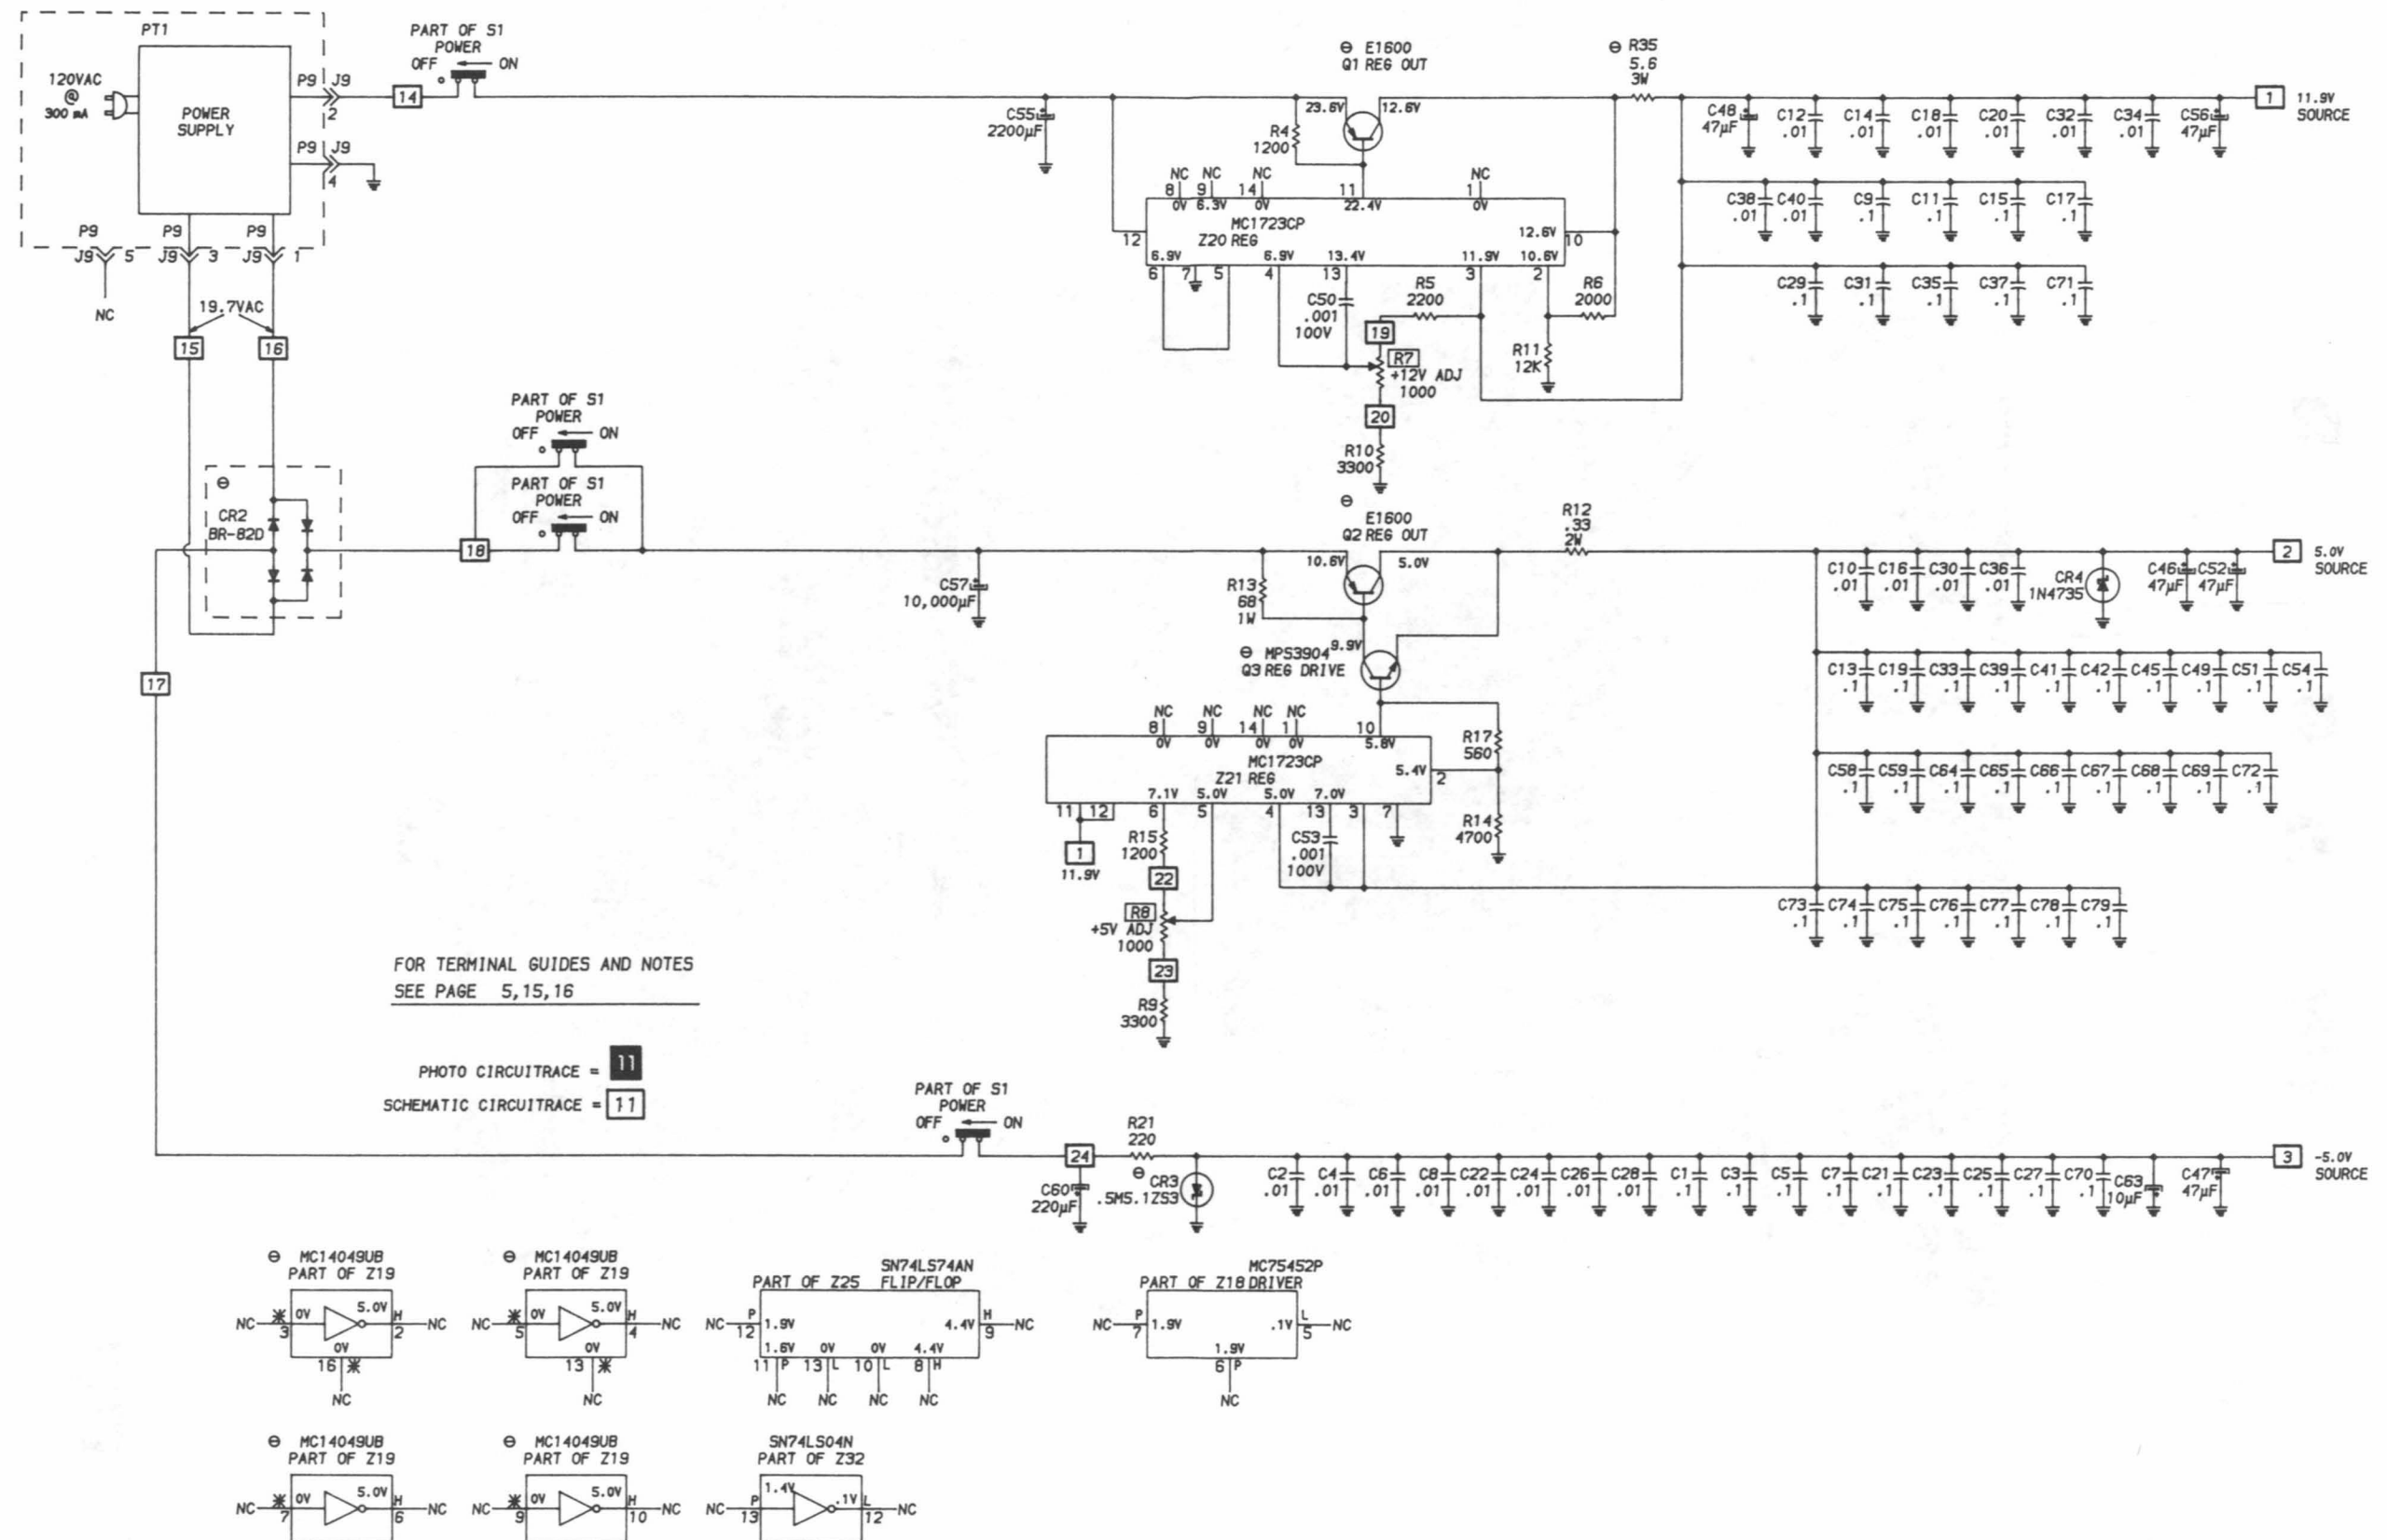 PT1
120VAC
@
300 mA
POWER
SUPPLY
P9 J9
2
P9 J9
4
P9
J9 5
P9
J9 3
P9
J9 1
NC
19.7VAC
15
16
14
PART OF S1
POWER
OFF ON
C55
2200µF
⊖ E1600
Q1 REG OUT
23.6V
12.6V
R4
1200
⊖ R35
5.6
3W
NC NC NC NC
8 9 14 11 1
0V 6.3V 0V 22.4V 0V
MC1723CP
Z20 REG
12
12.6V
10
6.9V 6.9V 13.4V 11.9V 10.6V
6 7 5 4 13 3 2
C50
.001
100V
R5
2200
R6
2000
19
R7
+12V ADJ
1000
20
R10
3300
R11
12K
C48
47µF
C12
.01
C14
.01
C18
.01
C20
.01
C32
.01
C34
.01
C56
47µF
1
11.9V
SOURCE
C38
.01
C40
.01
C9
.1
C11
.1
C15
.1
C17
.1
C29
.1
C31
.1
C35
.1
C37
.1
C71
.1
PART OF S1
POWER
OFF ON
PART OF S1
POWER
OFF ON
⊖
CR2
BR-82D
18
17
C57
10,000µF
⊖
E1600
Q2 REG OUT
10.6V
5.0V
R13
68
1W
R12
.33
2W
9.9V
⊖ MPS3904
Q3 REG DRIVE
NC NC NC NC
8 9 14 1 10
0V 0V 0V 0V 5.8V
MC1723CP
Z21 REG
5.4V
2
7.1V 5.0V 5.0V 7.0V
11 12 6 5 4 13 3 7
R17
560
R14
4700
1
11.9V
R15
1200
22
R8
+5V ADJ
1000
23
R9
3300
C53
.001
100V
C10
.01
C16
.01
C30
.01
C36
.01
CR4
1N4735
C46
47µF
C52
47µF
2
5.0V
SOURCE
C13
.1
C19
.1
C33
.1
C39
.1
C41
.1
C42
.1
C45
.1
C49
.1
C51
.1
C54
.1
C58
.1
C59
.1
C64
.1
C65
.1
C66
.1
C67
.1
C68
.1
C69
.1
C72
.1
C73
.1
C74
.1
C75
.1
C76
.1
C77
.1
C78
.1
C79
.1
FOR TERMINAL GUIDES AND NOTES
SEE PAGE 5,15,16
PHOTO CIRCUITRACE = 11
SCHEMATIC CIRCUITRACE = 11
PART OF S1
POWER
OFF ON
24
C60
220µF
R21
220
⊖
CR3
.5M5.1ZS3
C2
.01
C4
.01
C6
.01
C8
.01
C22
.01
C24
.01
C26
.01
C28
.01
C1
.1
C3
.1
C5
.1
C7
.1
C21
.1
C23
.1
C25
.1
C27
.1
C70
.1
C63
10µF
C47
47µF
3
-5.0V
SOURCE
⊖ MC14049UB
PART OF Z19
NC * 3 0V 5.0V H 2 NC
0V
16 *
NC
⊖ MC14049UB
PART OF Z19
NC * 5 0V 5.0V H 4 NC
0V
13 *
NC
SN74LS74AN
PART OF Z25 FLIP/FLOP
NC P 12 1.9V 4.4V H 9 NC
1.6V 0V 0V 4.4V
11 P 13 L 10 L 8 H
NC NC NC NC
MC75452P
PART OF Z18 DRIVER
NC P 7 1.9V .1V L 5 NC
1.9V
6 P
NC
⊖ MC14049UB
PART OF Z19
NC * 7 0V 5.0V H 6 NC
⊖ MC14049UB
PART OF Z19
NC * 9 0V 5.0V H 10 NC
SN74LS04N
PART OF Z32
NC P 13 1.4V .1V L 12 NC